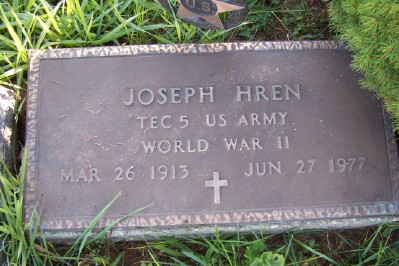 U.S.
JOSEPH HREN
TEC 5 US ARMY
WORLD WAR II
MAR 26 1913 JUN 27 1977